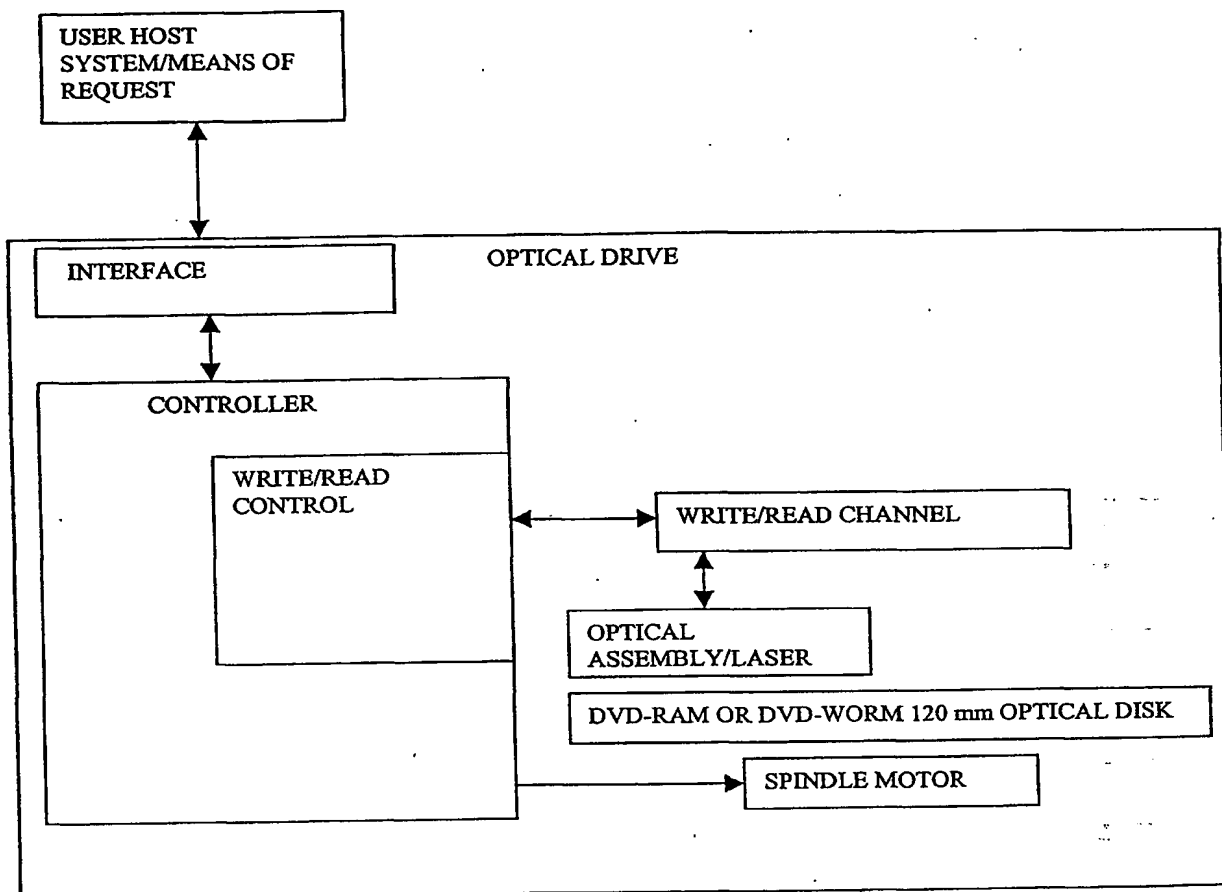 USER HOST
SYSTEM/MEANS OF
REQUEST
INTERFACE
OPTICAL DRIVE
CONTROLLER
WRITE/READ
CONTROL
WRITE/READ CHANNEL
OPTICAL
ASSEMBLY/LASER
DVD-RAM OR DVD-WORM 120 mm OPTICAL DISK
SPINDLE MOTOR